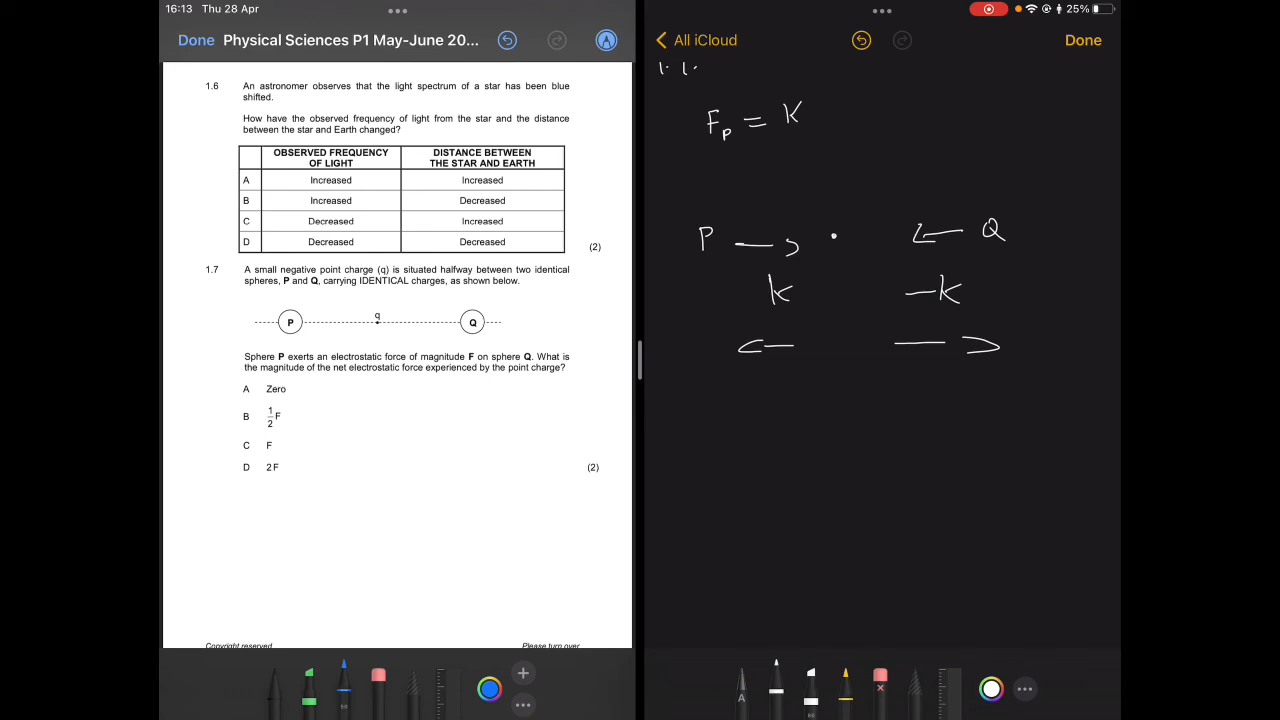 16:13 Thu 28 Apr
25%
Done Physical Sciences P1 May-June 20...
All iCloud Done
1.6 An astronomer observes that the light spectrum of a star has been blue
shifted.
How have the observed frequency of light from the star and the distance
between the star and Earth changed?
OBSERVED FREQUENCY OF LIGHT DISTANCE BETWEEN THE STAR AND EARTH
A Increased Increased
B Increased Decreased
C Decreased Increased
D Decreased Decreased
(2)
1.7 A small negative point charge (q) is situated halfway between two identical
spheres, P and Q, carrying IDENTICAL charges, as shown below.
q
P Q
Sphere P exerts an electrostatic force of magnitude F on sphere Q. What is
the magnitude of the net electrostatic force experienced by the point charge?
A Zero
B 1/2 F
C F
D 2F (2)
Copyright reserved Please turn over
Fp = K
P Q
K -K
A